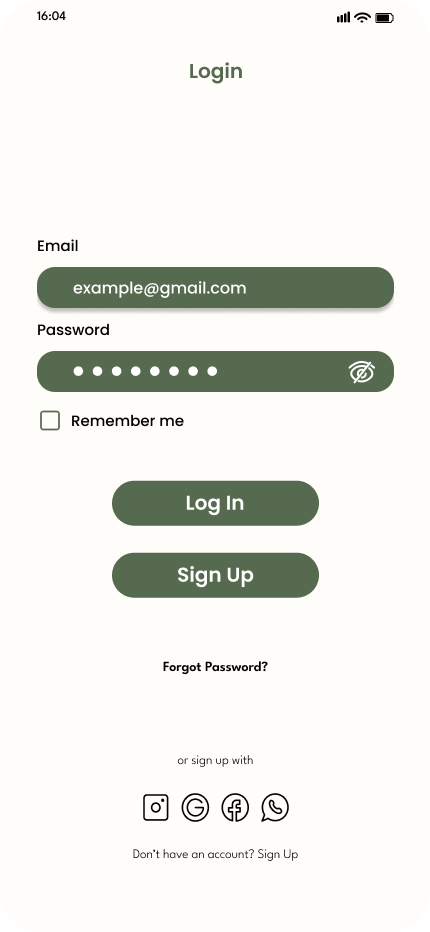 16:04
Login
Email
example@gmail.com
Password
Remember me
Log In
Sign Up
Forgot Password?
or sign up with
Don't have an account? Sign Up